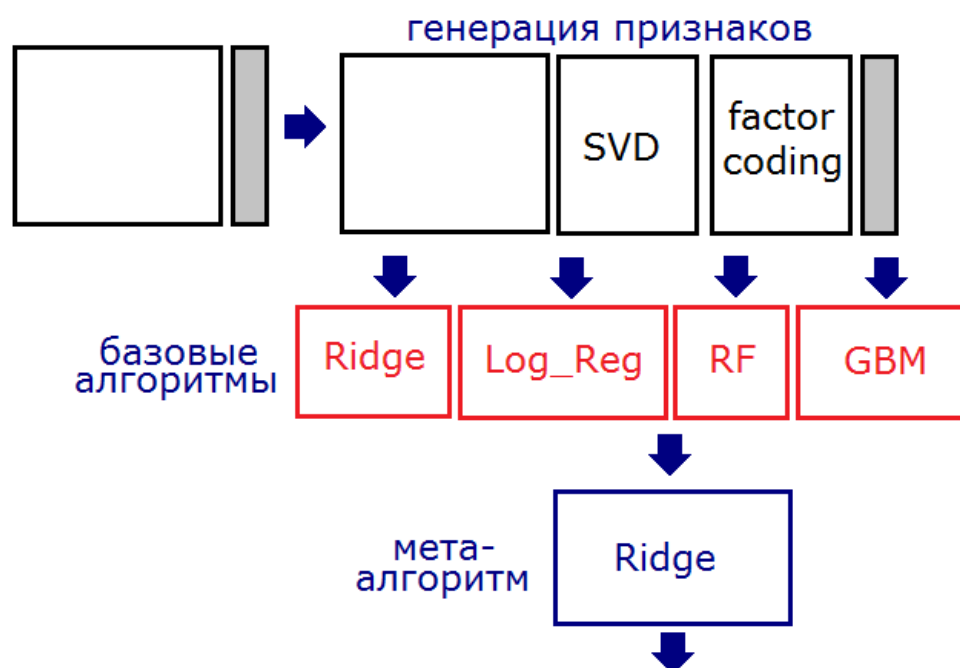 генерация признаков
SVD
factor
coding
базовые
алгоритмы
Ridge
Log_Reg
RF
GBM
мета-
алгоритм
Ridge